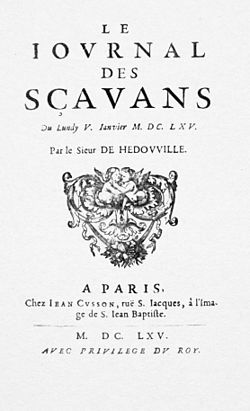 LE
IOVRNAL
DES
SÇAVANS
Du Lundy V. Ianvier M. DC. LXV.
Par le Sieur DE HEDOVVILLE.
A PARIS,
Chez IEAN CVSSON, ruë S. Iacques, à l'Ima-
ge de S. Iean Baptiste.
M. DC. LXV.
AVEC PRIVILEGE DV ROY.